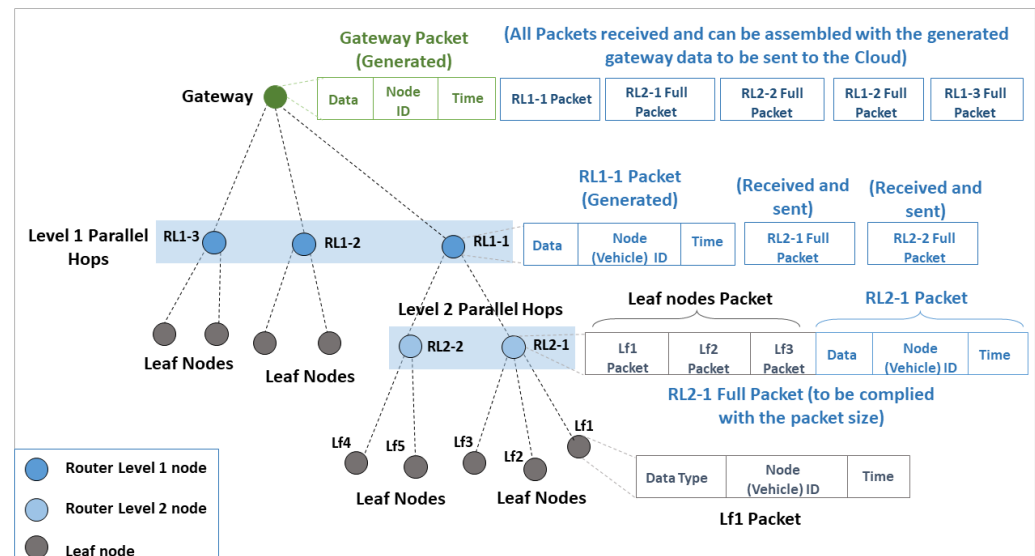 Gateway Packet
(Generated)
(All Packets received and can be assembled with the generated
gateway data to be sent to the Cloud)
Gateway
Data
Node
ID
Time
RL1-1 Packet
RL2-1 Full
Packet
RL2-2 Full
Packet
RL1-2 Full
Packet
RL1-3 Full
Packet
RL1-1 Packet
(Generated)
(Received and
sent)
(Received and
sent)
Level 1 Parallel
Hops
RL1-3
RL1-2
RL1-1
Data
Node
(Vehicle) ID
Time
RL2-1 Full
Packet
RL2-2 Full
Packet
Level 2 Parallel Hops
Leaf nodes Packet
RL2-1 Packet
Leaf Nodes
Leaf Nodes
RL2-2
RL2-1
Lf1
Packet
Lf2
Packet
Lf3
Packet
Data
Node
(Vehicle) ID
Time
RL2-1 Full Packet (to be complied
with the packet size)
Lf4
Lf5
Lf3
Lf2
Lf1
Leaf Nodes
Leaf Nodes
Data Type
Node
(Vehicle) ID
Time
Lf1 Packet
Router Level 1 node
Router Level 2 node
Leaf node